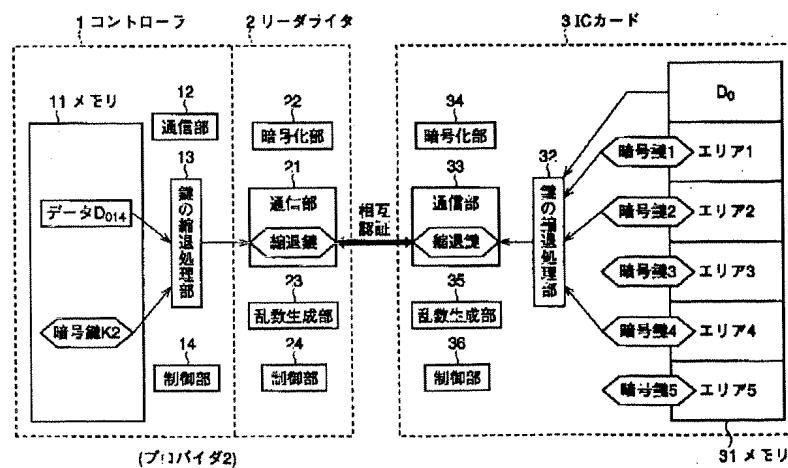 1 コントローラ
2 リーダライタ
3 ICカード
11 メモリ
12
通信部
13
鍵の縮退処理部
データD014
暗号鍵K2
14
制御部
22
暗号化部
21
通信部
縮退鍵
23
乱数生成部
24
制御部
相互
認証
34
暗号化部
33
通信部
縮退鍵
35
乱数生成部
36
制御部
32
鍵の縮退処理部
D0
暗号鍵1
エリア1
暗号鍵2
エリア2
暗号鍵3
エリア3
暗号鍵4
エリア4
暗号鍵5
エリア5
31 メモリ
(プロバイダ2)